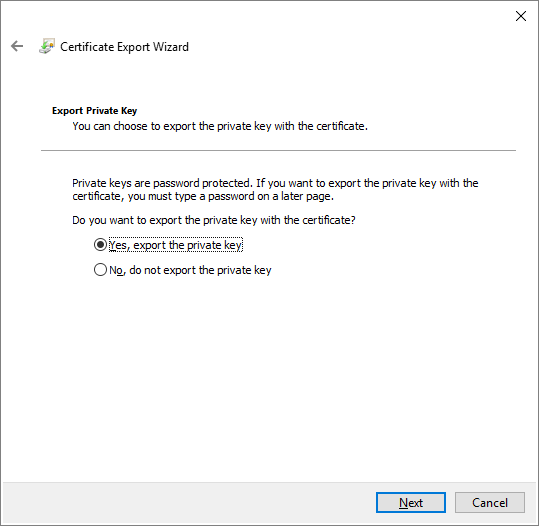 Certificate Export Wizard
Export Private Key
You can choose to export the private key with the certificate.
Private keys are password protected. If you want to export the private key with the
certificate, you must type a password on a later page.
Do you want to export the private key with the certificate?
Yes, export the private key
No, do not export the private key
Next Cancel